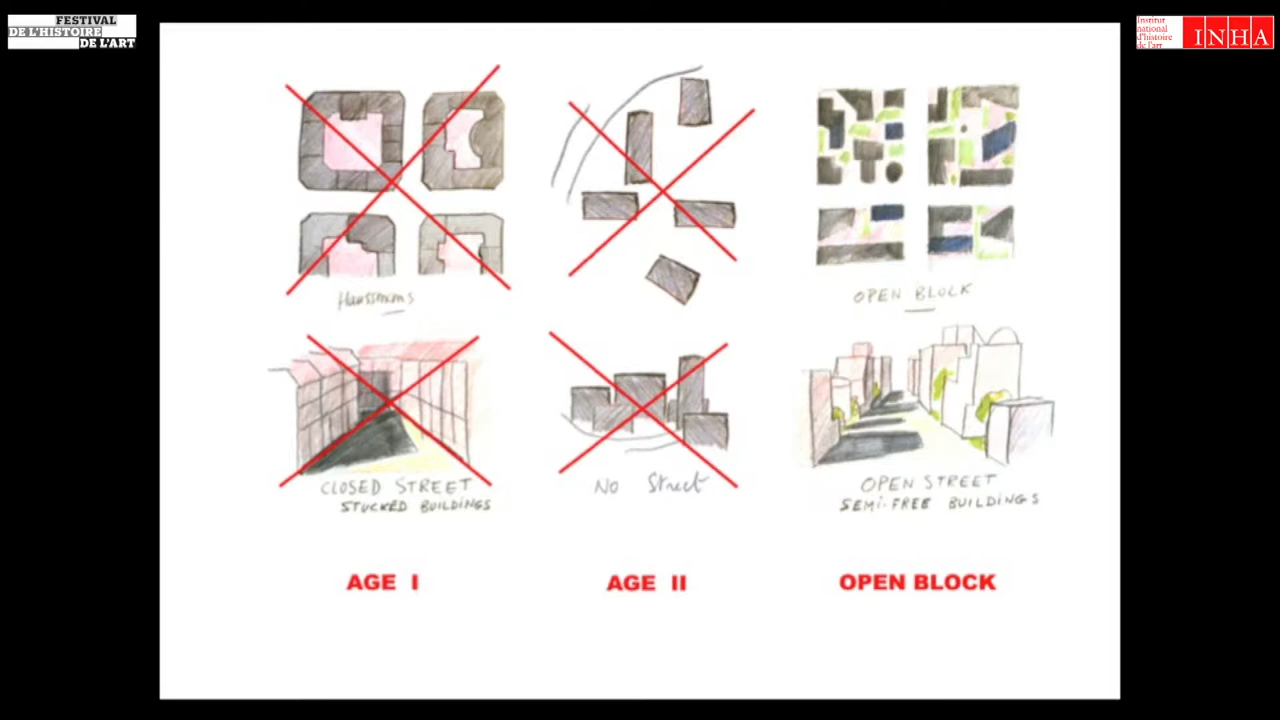 FESTIVAL
DE L'HISTOIRE
DE L'ART
Institut
national
d'histoire
de l'art
INHA
Haussmans
OPEN BLOCK
CLOSED STREET
STUCKED BUILDINGS
No Street
OPEN STREET
SEMI-FREE BUILDINGS
AGE I
AGE II
OPEN BLOCK